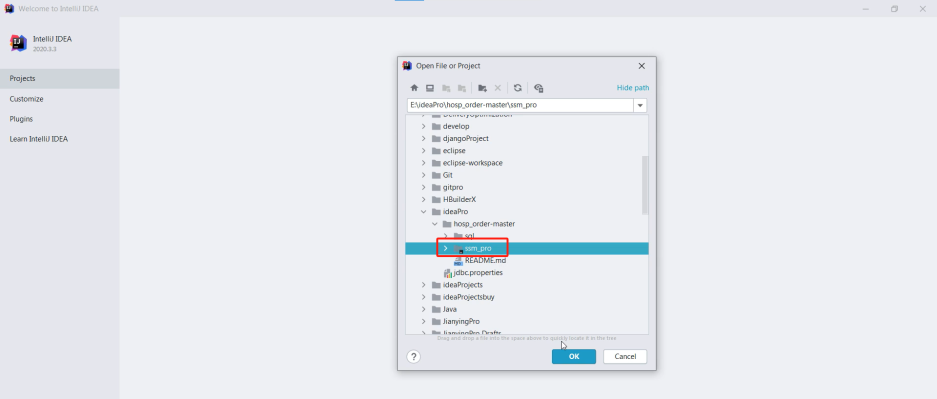 Welcome to IntelliJ IDEA
IntelliJ IDEA
2020.3.2
Projects
Customize
Plugins
Learn IntelliJ IDEA
Open File or Project
Hide path
E:\ideaPro\hosp_order-master\ssm_pro
DeliveryOptimization
develop
djangoProject
eclipse
eclipse-workspace
Git
gitpro
HBuilderX
ideaPro
hosp_order-master
sql
ssm_pro
README.md
jdbc.properties
ideaProjects
ideaProjectsbuy
Java
JianyingPro
JianyingPro Drafts
Drag and drop a file into the space above to quickly locate it in the tree
?
OK
Cancel